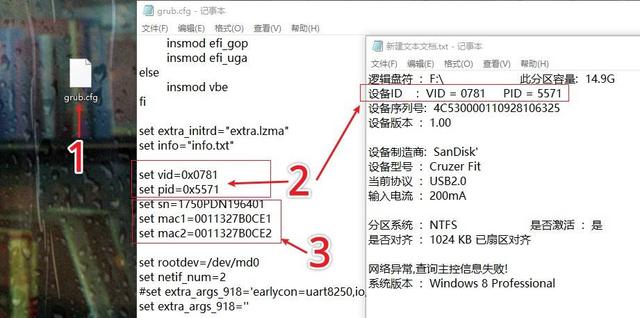 grub.cfg
1
grub.cfg - 记事本
文件(F) 编辑(E) 格式(O) 查看(V) 帮助(H)
insmod efi_gop
insmod efi_uga
else
insmod vbe
fi
set extra_initrd="extra.lzma"
set info="info.txt"
set vid=0x0781
set pid=0x5571
set sn=1750PDN196401
set mac1=0011327B0CE1
set mac2=0011327B0CE2
set rootdev=/dev/md0
set netif_num=2
#set extra_args_918='earlycon=uart8250,io,
set extra_args_918=''
2
3
新建文本文档.txt - 记事本
文件(F) 编辑(E) 格式(O) 查看(V) 帮助(H)
逻辑盘符 : F:\ 此分区容量: 14.9G
设备ID : VID = 0781 PID = 5571
设备序列号: 4C530000110928106325
设备版本 : 1.00
设备制造商: SanDisk'
设备型号 : Cruzer Fit
当前协议 : USB2.0
输入电流 : 200mA
分区系统 : NTFS 是否激活 : 是
是否对齐 : 1024 KB 已扇区对齐
网络异常,查询主控信息失败!
系统版本 : Windows 8 Professional